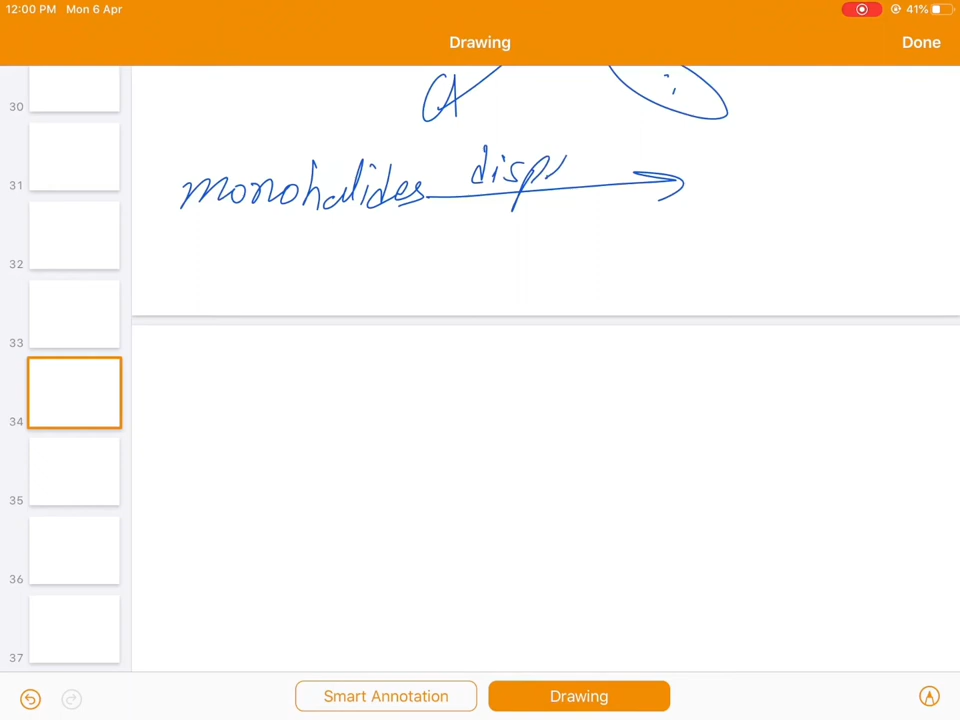 12:00 PM Mon 6 Apr
41%
Drawing
Done
30
31
32
33
34
35
36
37
Cl
:
disp
monohalides
Smart Annotation
Drawing